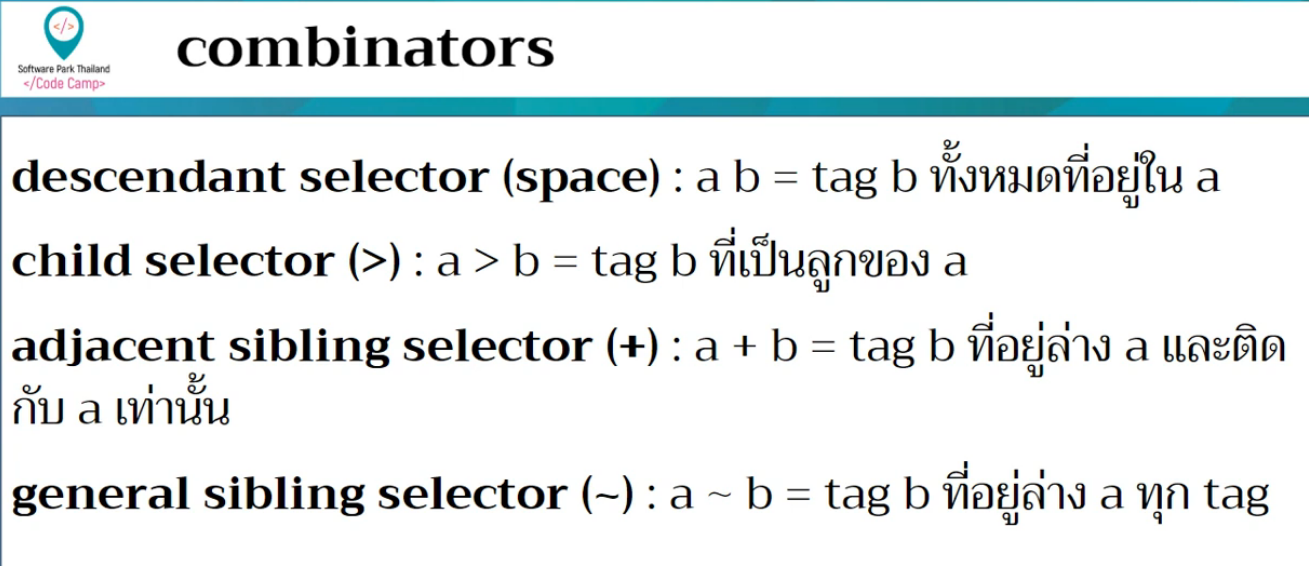 </>
Software Park Thailand
</Code Camp>
combinators
descendant selector (space) : a b = tag b ทั้งหมดที่อยู่ใน a
child selector (>) : a > b = tag b ที่เป็นลูกของ a
adjacent sibling selector (+) : a + b = tag b ที่อยู่ล่าง a และติด
กับ a เท่านั้น
general sibling selector (~) : a ~ b = tag b ที่อยู่ล่าง a ทุก tag